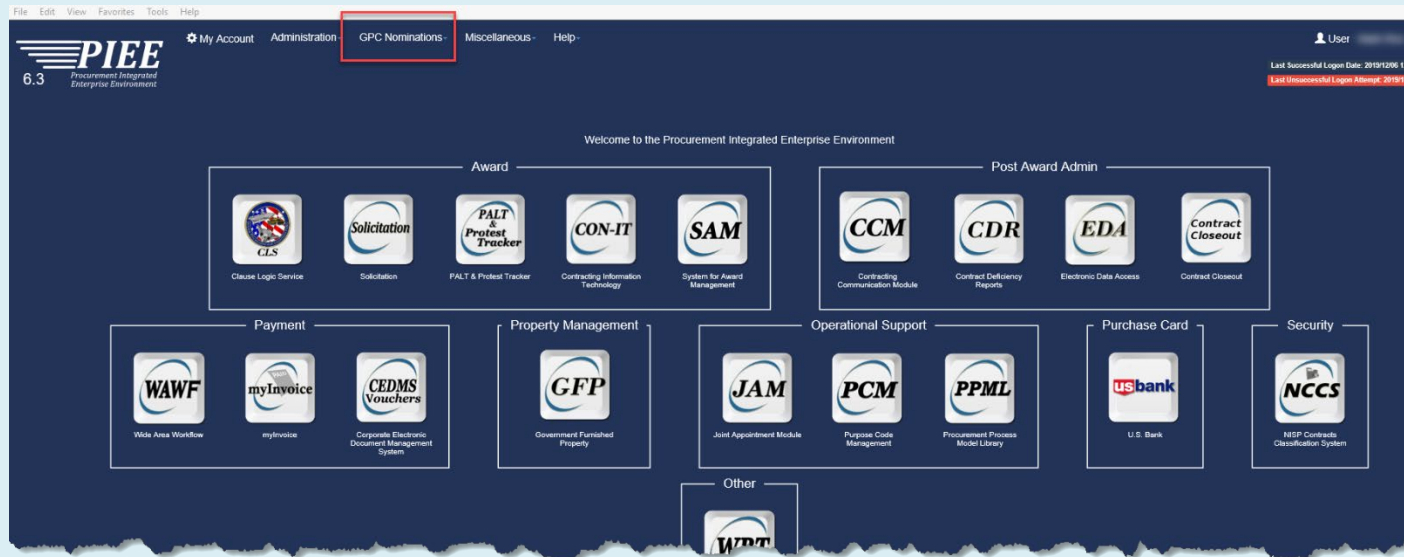 File Edit View Favorites Tools Help
PIEE
Procurement Integrated
Enterprise Environment
6.3
My Account Administration GPC Nominations Miscellaneous Help
User
Last Successful Logon Date: 2019/12/06
Last Unsuccessful Logon Attempt:
Welcome to the Procurement Integrated Enterprise Environment
Award
CLS
Clause Logic Service
Solicitation
Solicitation
PALT
&
Protest
Tracker
PALT & Protest Tracker
CON-IT
Contracting Information
Technology
SAM
System for Award
Management
Post Award Admin
CCM
Contracting
Communication Module
CDR
Contract Deficiency
Reports
EDA
Electronic Data Access
Contract
Closeout
Contract Closeout
Payment
WAWF
Wide Area Workflow
myInvoice
myInvoice
CEDMS
Vouchers
Corporate Electronic
Document Management
System
Property Management
GFP
Government Furnished
Property
Operational Support
JAM
Joint Appointment Module
PCM
Purpose Code
Management
PPML
Procurement Process
Model Library
Purchase Card
usbank
U.S. Bank
Security
NCCS
NISP Contracts
Classification System
Other